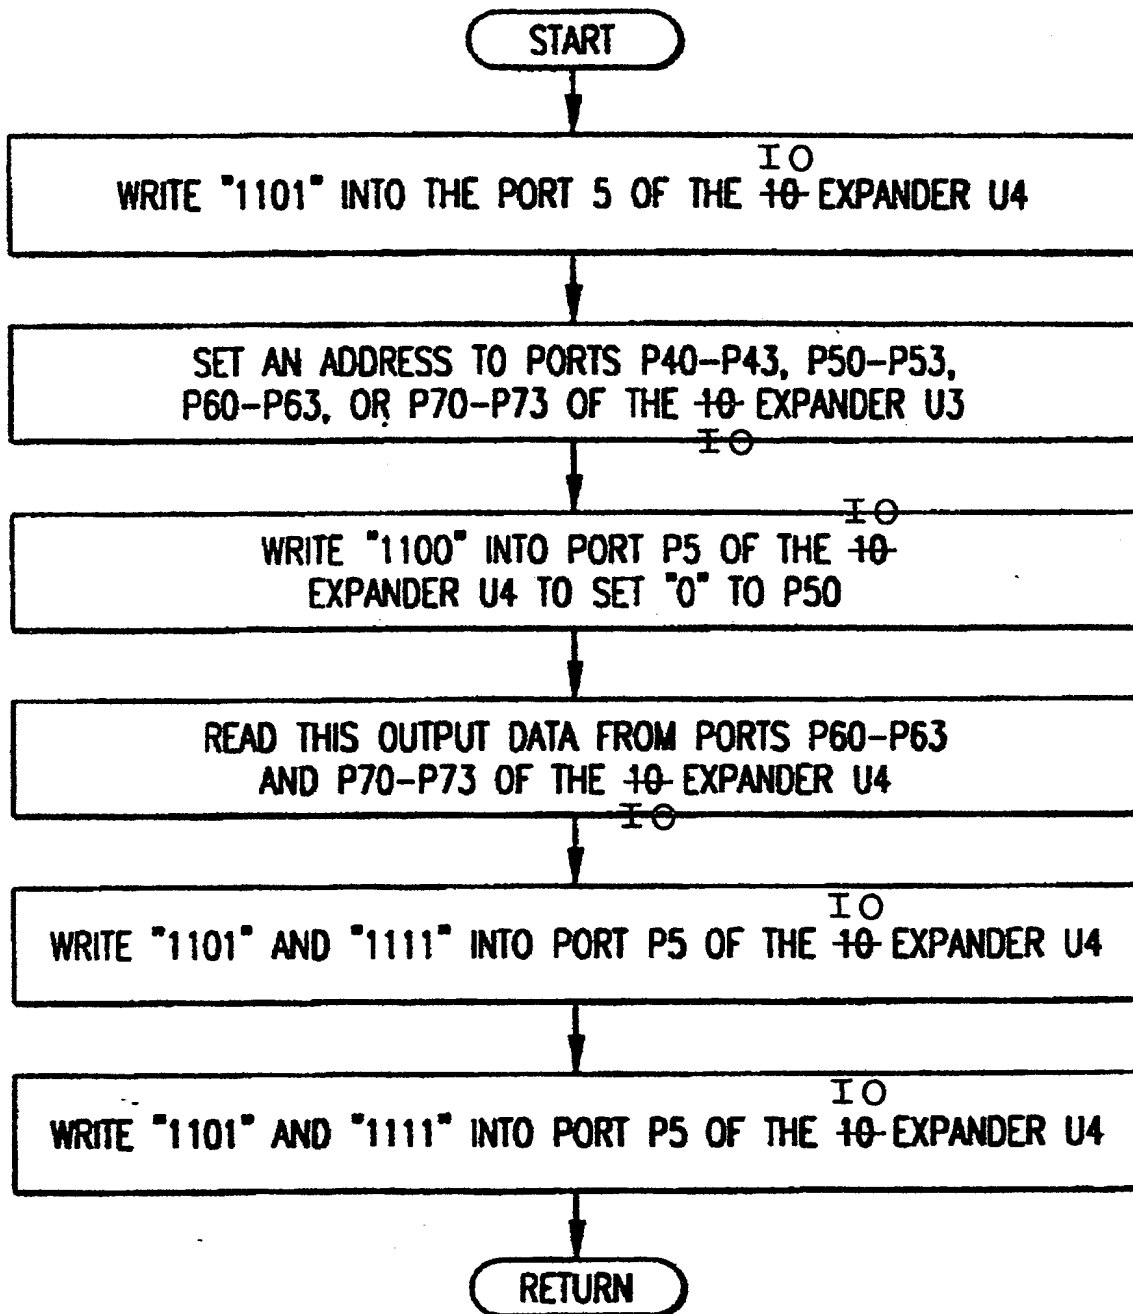 START
IO
WRITE "1101" INTO THE PORT 5 OF THE 10 EXPANDER U4
SET AN ADDRESS TO PORTS P40-P43, P50-P53,
P60-P63, OR P70-P73 OF THE 10 EXPANDER U3
IO
IO
WRITE "1100" INTO PORT P5 OF THE 10
EXPANDER U4 TO SET "0" TO P50
READ THIS OUTPUT DATA FROM PORTS P60-P63
AND P70-P73 OF THE 10 EXPANDER U4
IO
IO
WRITE "1101" AND "1111" INTO PORT P5 OF THE 10 EXPANDER U4
IO
WRITE "1101" AND "1111" INTO PORT P5 OF THE 10 EXPANDER U4
RETURN